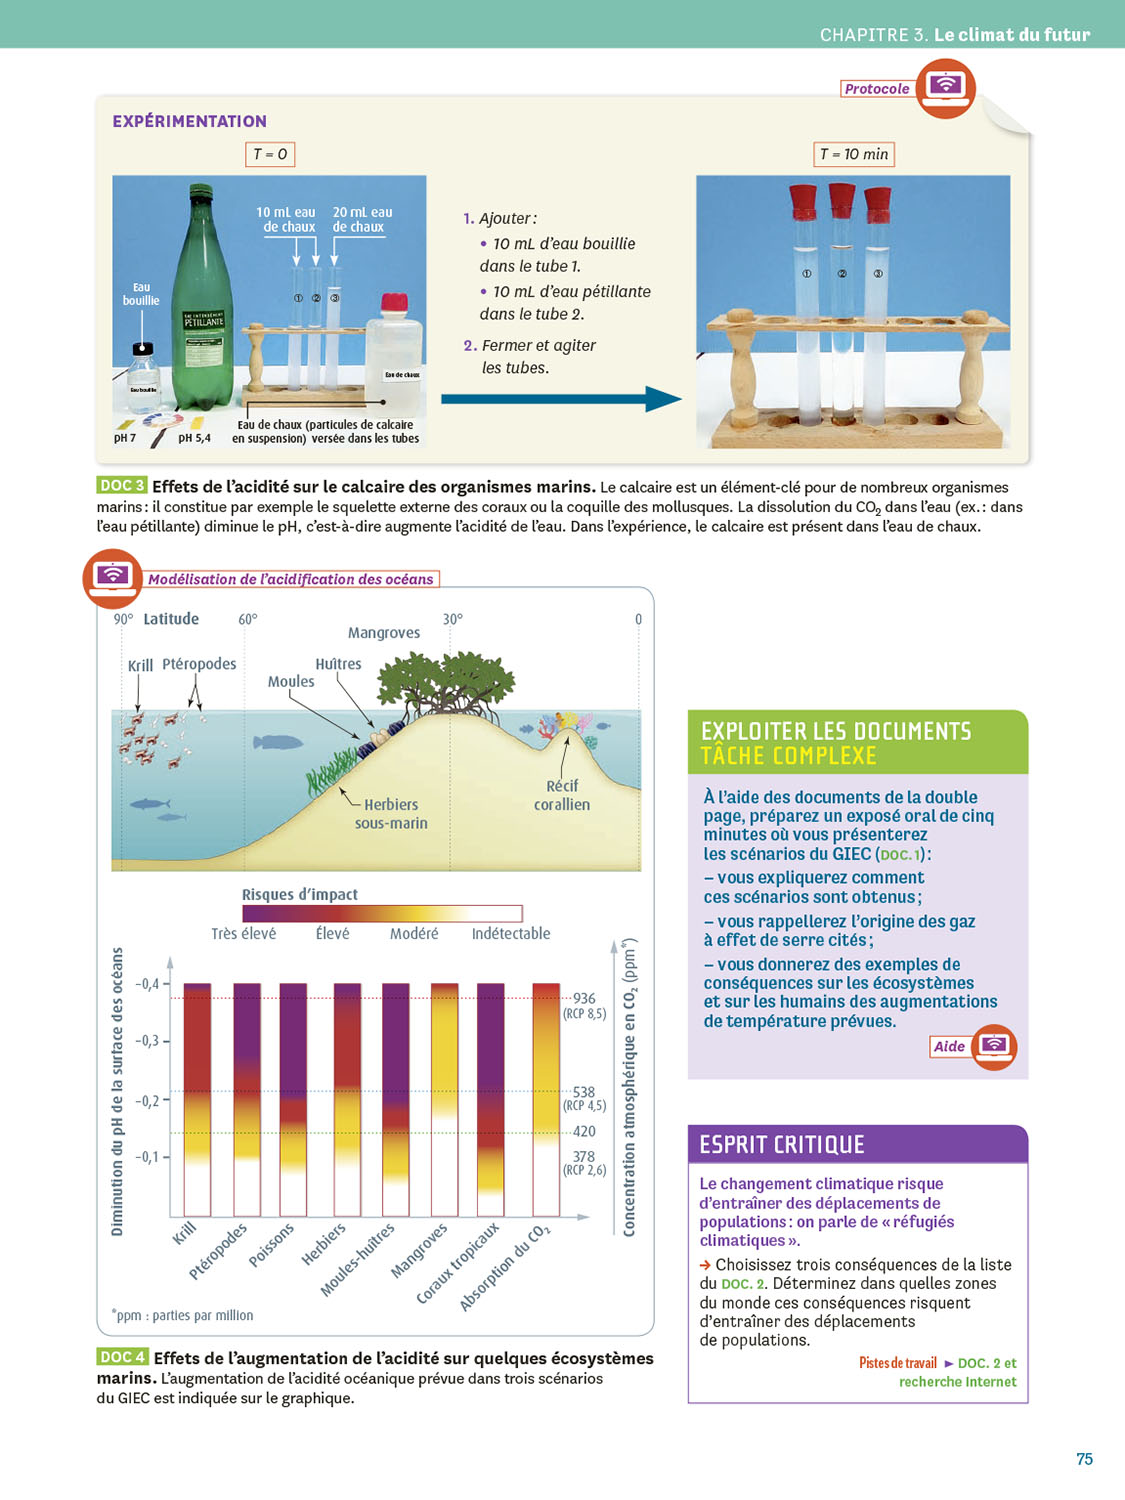 CHAPITRE 3. Le climat du futur
Protocole
EXPÉRIMENTATION
T = 0
T = 10 min
10 mL eau
de chaux
20 mL eau
de chaux
Eau
bouillie
PÉTILLANTE
Eau bouillie
Eau de chaux
① ② ③
pH 7
pH 5,4
Eau de chaux (particules de calcaire
en suspension) versée dans les tubes
1. Ajouter :
• 10 mL d'eau bouillie
dans le tube 1.
• 10 mL d'eau pétillante
dans le tube 2.
2. Fermer et agiter
les tubes.
① ② ③
DOC 3 Effets de l'acidité sur le calcaire des organismes marins. Le calcaire est un élément-clé pour de nombreux organismes
marins : il constitue par exemple le squelette externe des coraux ou la coquille des mollusques. La dissolution du CO₂ dans l'eau (ex. : dans
l'eau pétillante) diminue le pH, c'est-à-dire augmente l'acidité de l'eau. Dans l'expérience, le calcaire est présent dans l'eau de chaux.
Modélisation de l'acidification des océans
90° Latitude 60° 30° 0
Mangroves
Krill Ptéropodes
Huîtres
Moules
Récif
corallien
Herbiers
sous-marin
Risques d'impact
Très élevé Élevé Modéré Indétectable
Diminution du pH de la surface des océans
–0,4
–0,3
–0,2
–0,1
936
(RCP 8,5)
538
(RCP 4,5)
420
378
(RCP 2,6)
Concentration atmosphérique en CO₂ (ppm*)
Krill
Ptéropodes
Poissons
Herbiers
Moules-huîtres
Mangroves
Coraux tropicaux
Absorption du CO₂
*ppm : parties par million
DOC 4 Effets de l'augmentation de l'acidité sur quelques écosystèmes
marins. L'augmentation de l'acidité océanique prévue dans trois scénarios
du GIEC est indiquée sur le graphique.
EXPLOITER LES DOCUMENTS
TÂCHE COMPLEXE
À l'aide des documents de la double
page, préparez un exposé oral de cinq
minutes où vous présenterez
les scénarios du GIEC (DOC. 1) :
– vous expliquerez comment
ces scénarios sont obtenus ;
– vous rappellerez l'origine des gaz
à effet de serre cités ;
– vous donnerez des exemples de
conséquences sur les écosystèmes
et sur les humains des augmentations
de température prévues.
Aide
ESPRIT CRITIQUE
Le changement climatique risque
d'entraîner des déplacements de
populations : on parle de « réfugiés
climatiques ».
→ Choisissez trois conséquences de la liste
du DOC. 2. Déterminez dans quelles zones
du monde ces conséquences risquent
d'entraîner des déplacements
de populations.
Pistes de travail ► DOC. 2 et
recherche Internet
75